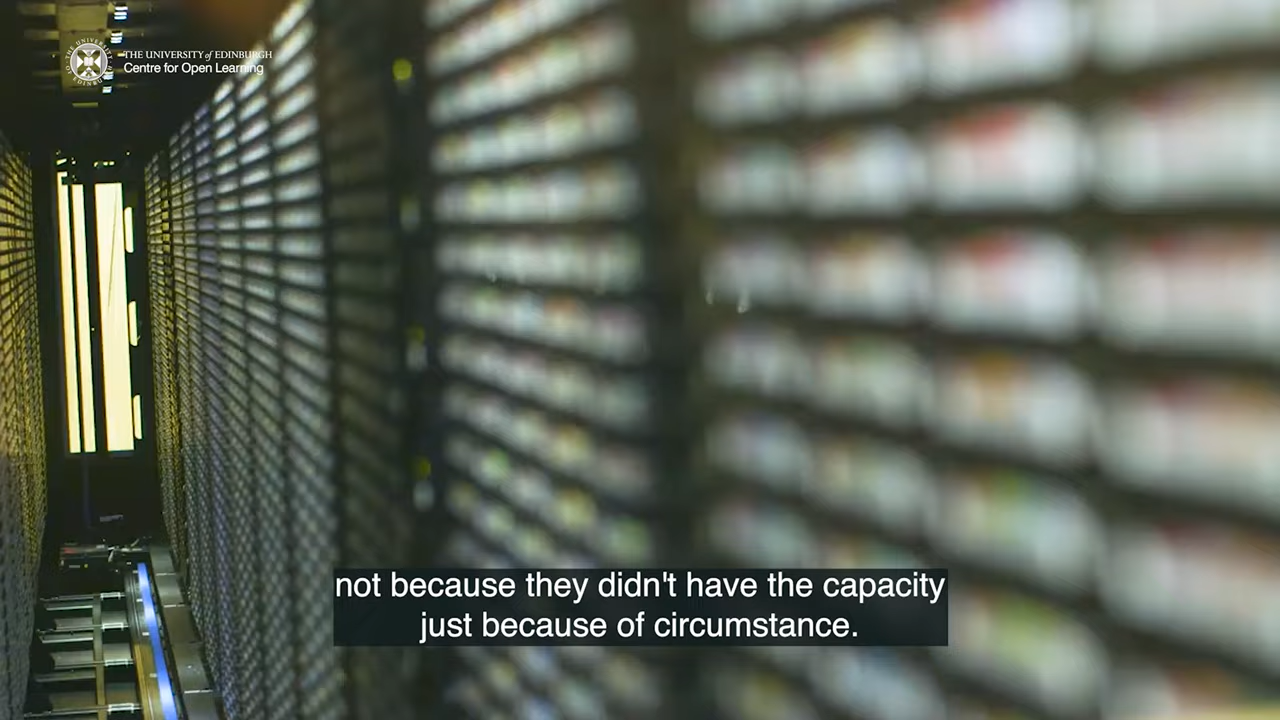 THE UNIVERSITY of EDINBURGH
Centre for Open Learning
not because they didn't have the capacity
just because of circumstance.